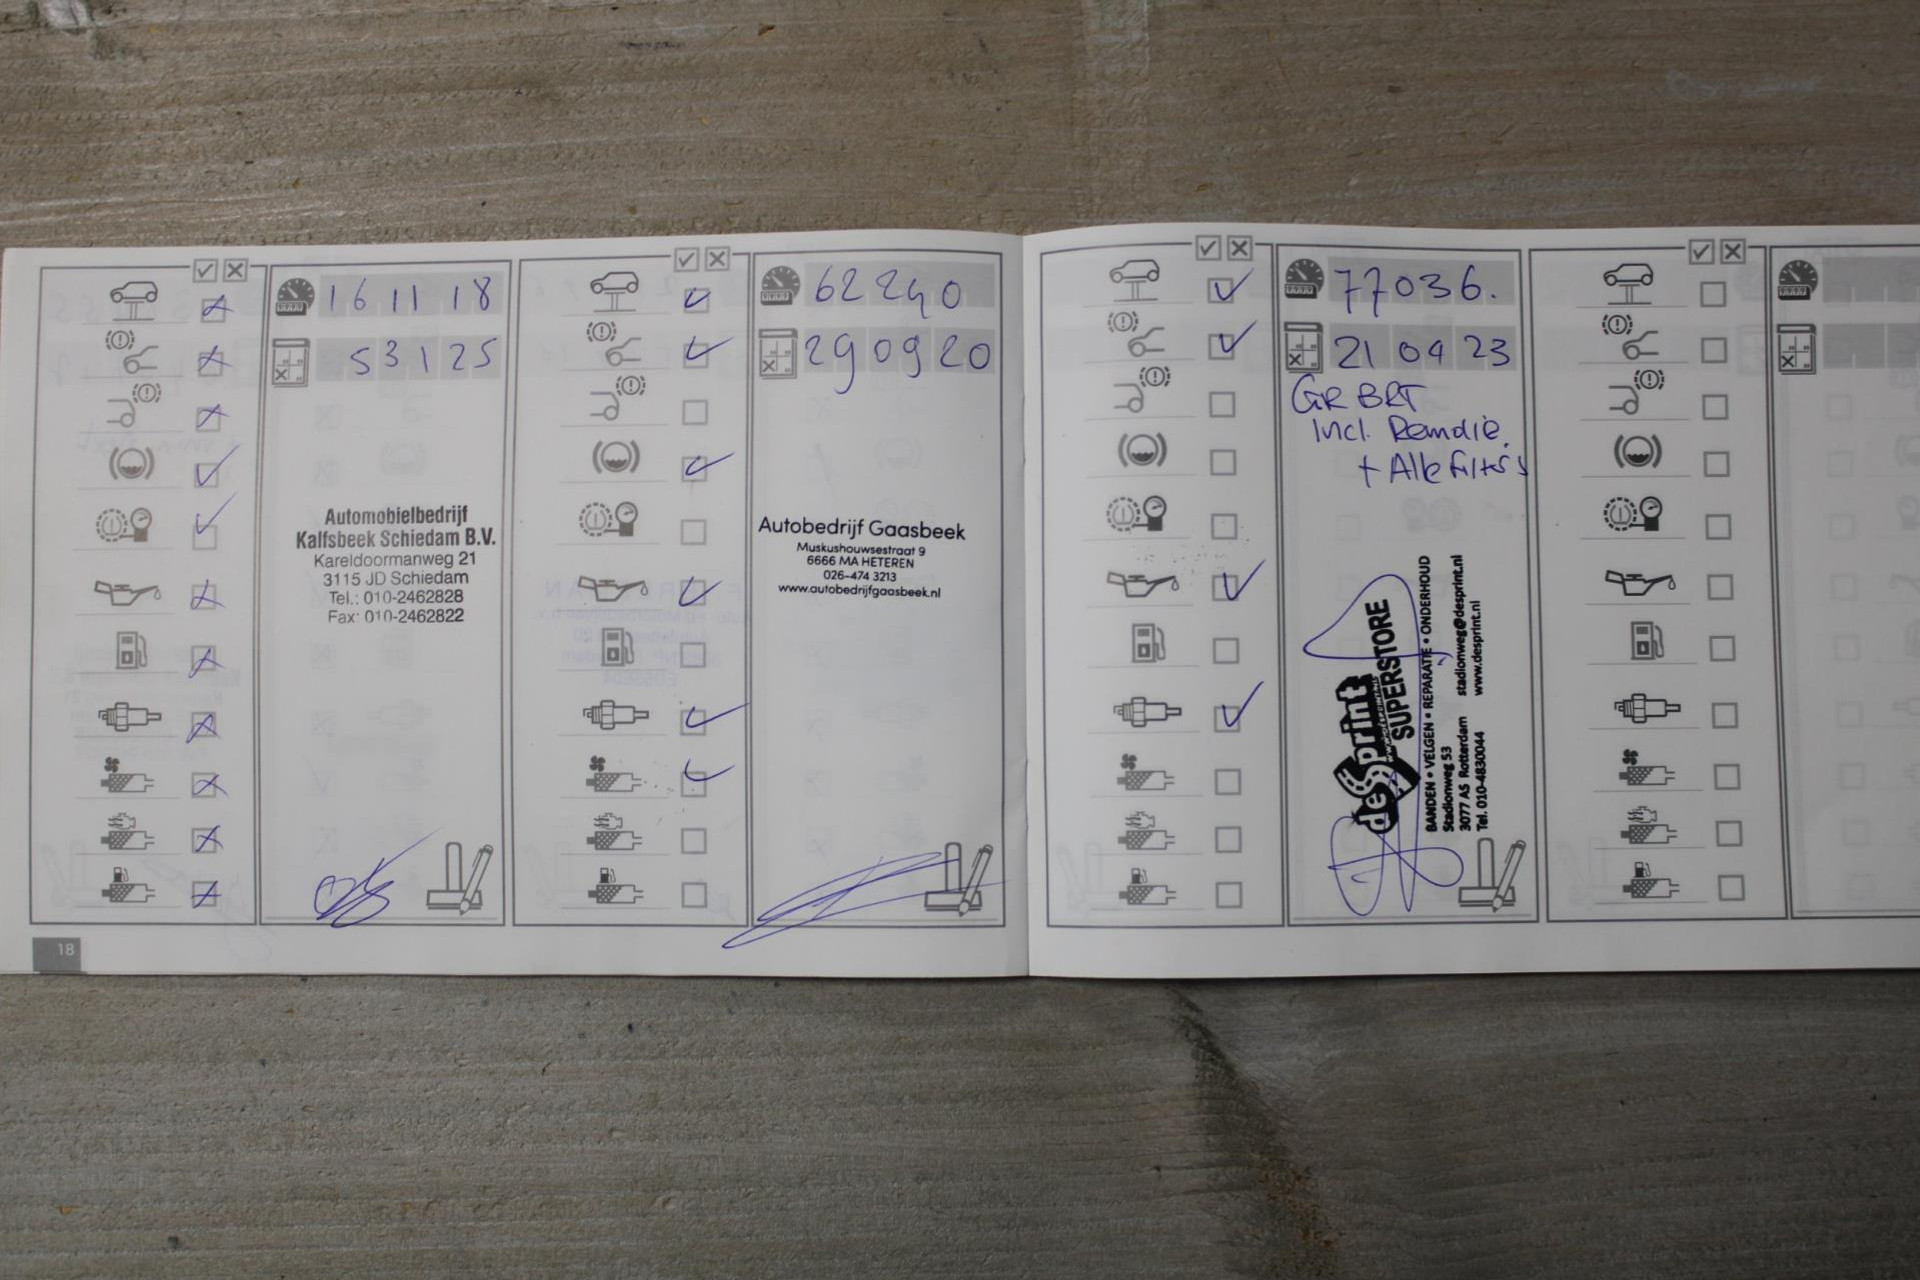 16 11 18
53125
Automobielbedrijf
Kalfsbeek Schiedam B.V.
Kareldoormanweg 21
3115 JD Schiedam
Tel.: 010-2462828
Fax: 010-2462822
62240
290920
Autobedrijf Gaasbeek
Muskushouwsestraat 9
6666 MA HETEREN
026-474 3213
www.autobedrijfgaasbeek.nl
77036.
21 04 23
GR BRT
Incl. Remdie.
+ Alle filters
deSprint
SUPERSTORE
BANDEN • VELGEN • REPARATIE • ONDERHOUD
Stadionweg 53 stadionweg@desprint.nl
3077 AS Rotterdam www.desprint.nl
Tel. 010-4830044
18